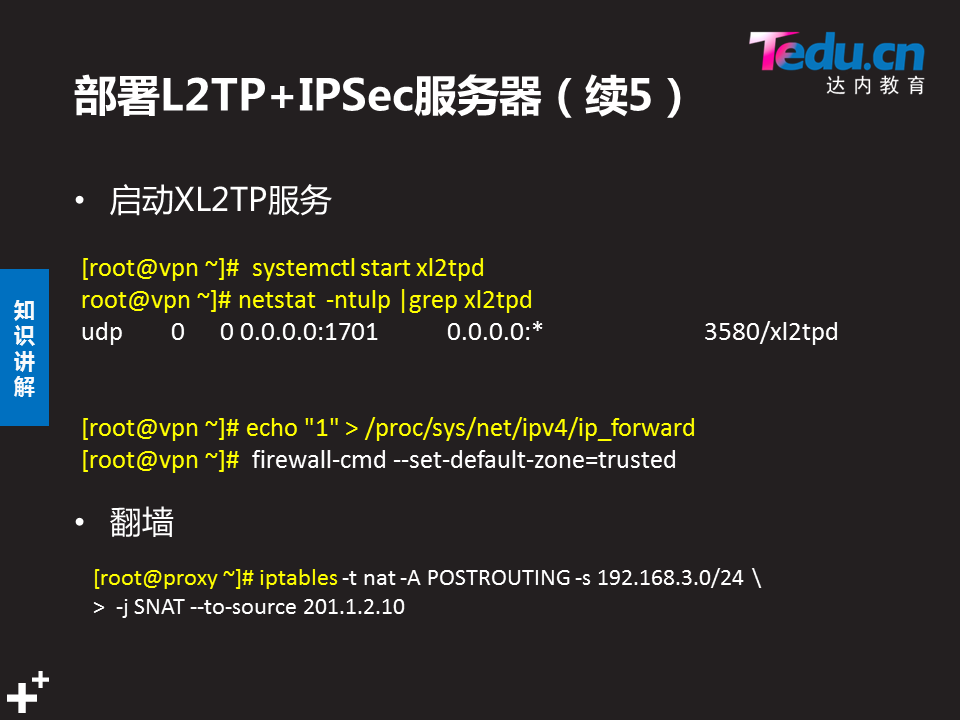 Tedu.cn
达内教育
部署L2TP+IPSec服务器（续5）
• 启动XL2TP服务
[root@vpn ~]#  systemctl start xl2tpd
root@vpn ~]# netstat  -ntulp |grep xl2tpd
udp        0      0 0.0.0.0:1701           0.0.0.0:*                          3580/xl2tpd
知识讲解
[root@vpn ~]# echo "1" > /proc/sys/net/ipv4/ip_forward
[root@vpn ~]#  firewall-cmd --set-default-zone=trusted
• 翻墙
[root@proxy ~]# iptables -t nat -A POSTROUTING -s 192.168.3.0/24  \
>  -j SNAT --to-source 201.1.2.10